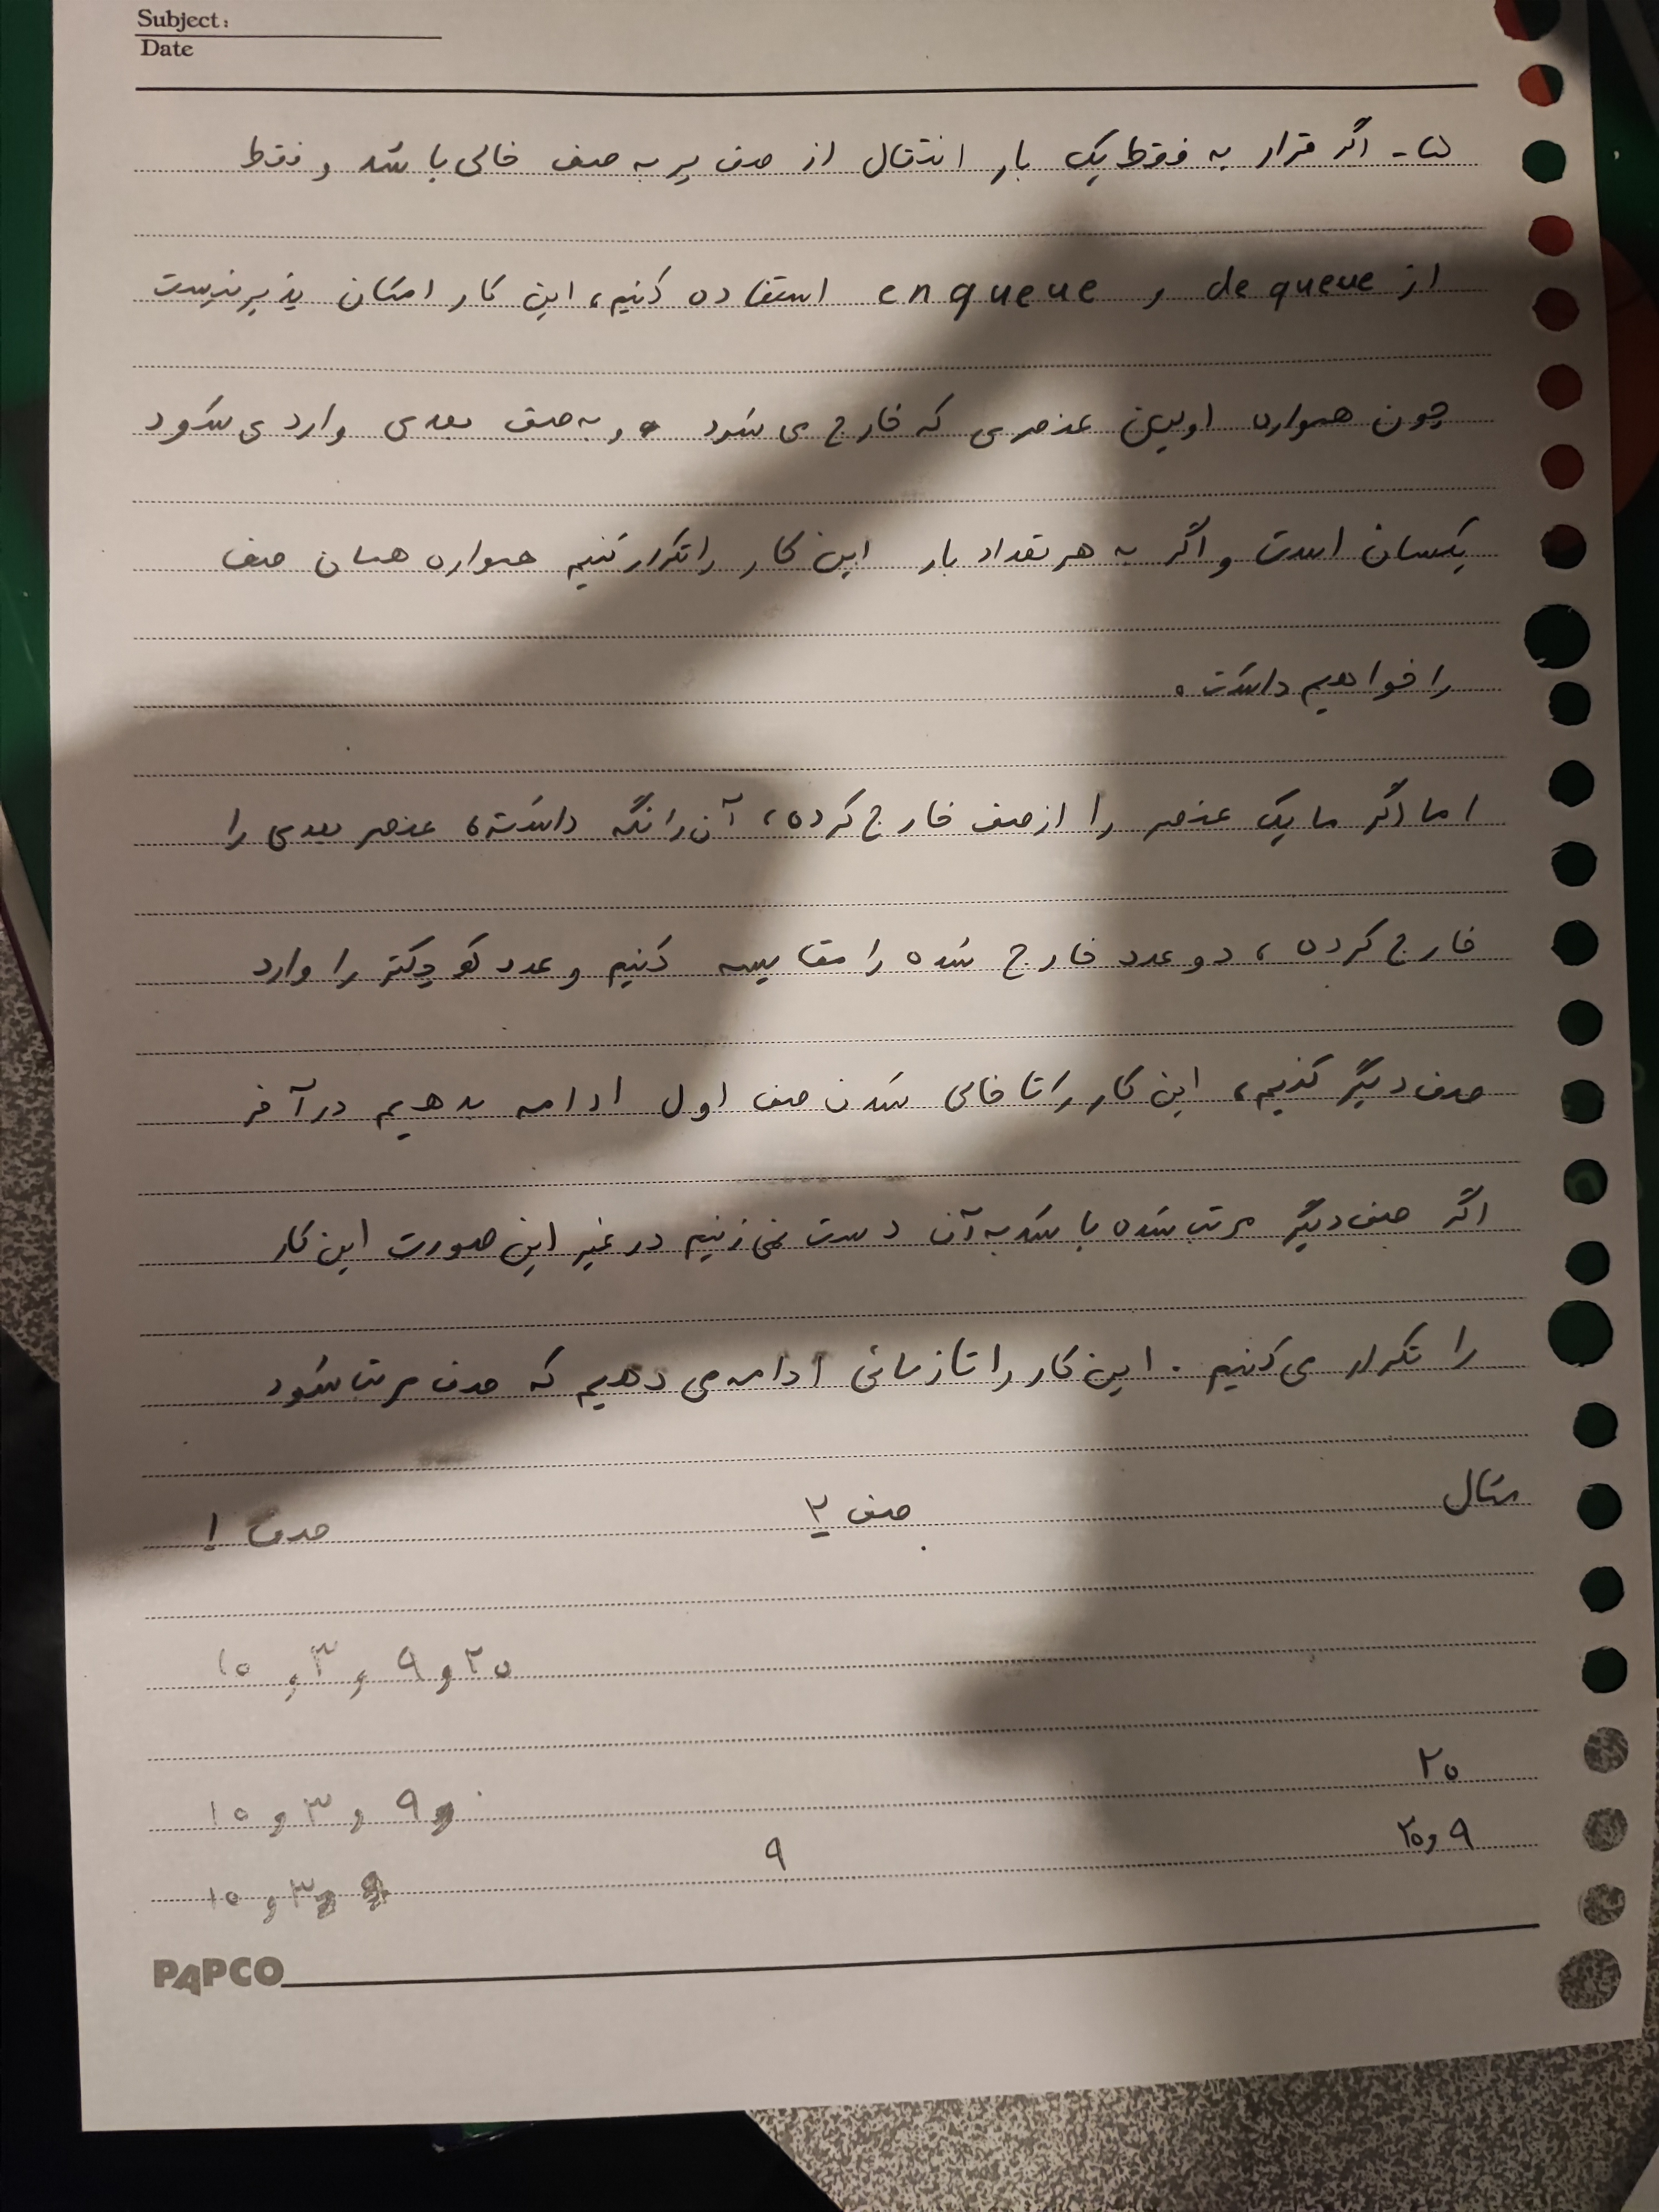 Subject:
Date
۵- اگر قرار به فقط یک بار انتقال از صف پر به صف خالی باشد و فقط
از dequeue و enqueue استفاده کنیم، این کار امکان پذیر نیست
چون همواره اولین عنصری که خارج می شود و به صف بعدی وارد می شود
یکسان است و اگر به هر تعداد بار این کار را تکرار کنیم همواره همان صف
را خواهیم داشت.
اما اگر ما یک عنصر را از صف خارج کرده، آن را نگه داشته، عنصر بعدی را
خارج کرده، دو عدد خارج شده را مقایسه کنیم و عدد کوچکتر را وارد
صف دیگر کنیم، این کار را تا خالی شدن صف اول ادامه بدهیم در آخر
اگر صف دیگر مرتب شده باشد به آن دست نمی زنیم در غیر این صورت این کار
را تکرار می کنیم. این کار را تا زمانی ادامه می دهیم که صف مرتب شود
مثال صف ۲ صف ۱
۱۰ , ۳ , ۹ , ۲۰
۲۰
۱۰ , ۳ , ۹ ,
۲۰ , ۹
۹
۱۰ , ۳
PAPCO